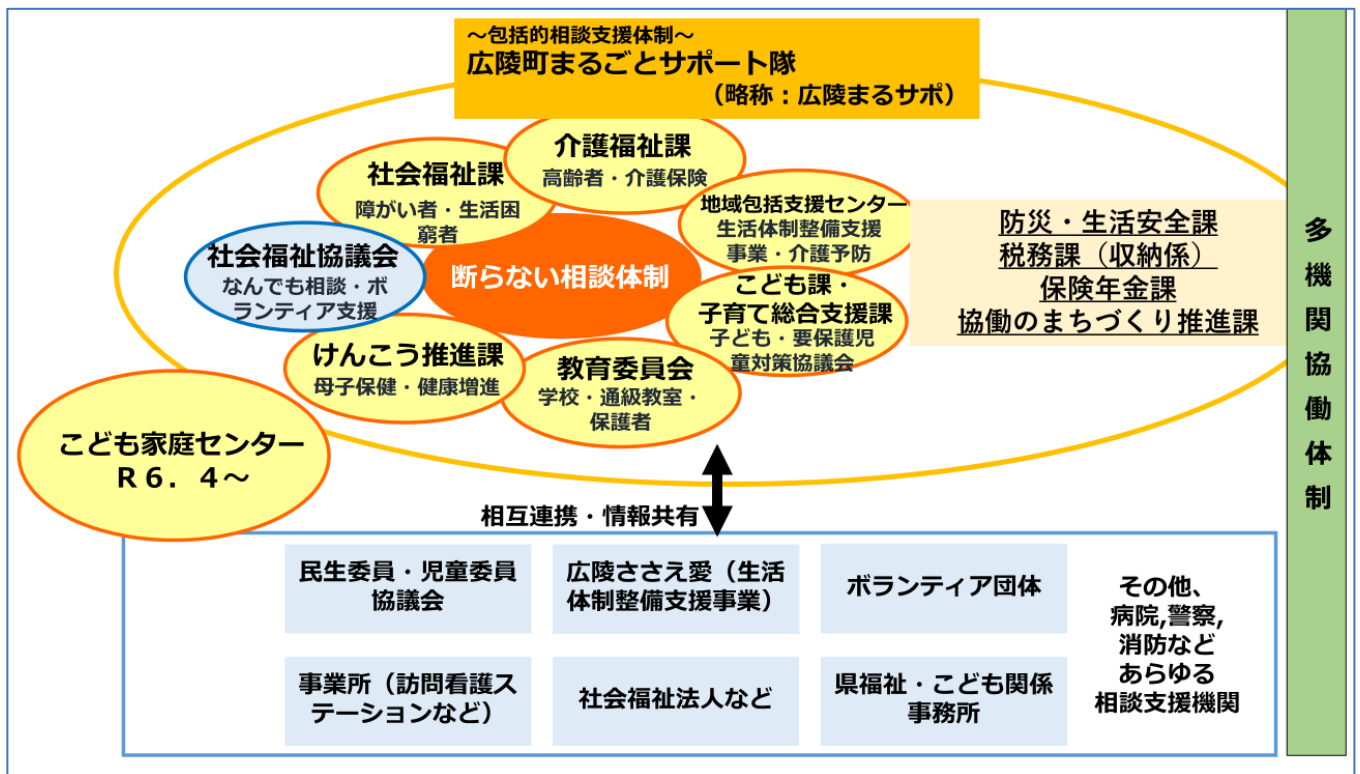 ～包括的相談支援体制～
広陵町まるごとサポート隊
（略称：広陵まるサポ）
介護福祉課
高齢者・介護保険
社会福祉課
障がい者・生活困
窮者
地域包括支援センター
生活体制整備支援
事業・介護予防
社会福祉協議会
なんでも相談・ボ
ランティア支援
断らない相談体制
こども課・
子育て総合支援課
子ども・要保護児
童対策協議会
けんこう推進課
母子保健・健康増進
教育委員会
学校・通級教室・
保護者
防災・生活安全課
税務課（収納係）
保険年金課
協働のまちづくり推進課
多機関協働体制
こども家庭センター
Ｒ６．４～
相互連携・情報共有
民生委員・児童委員
協議会
広陵ささえ愛（生活
体制整備支援事業）
ボランティア団体
事業所（訪問看護ス
テーションなど）
社会福祉法人など
県福祉・こども関係
事務所
その他、
病院,警察,
消防など
あらゆる
相談支援機関